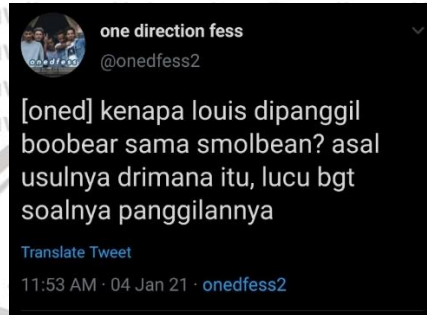 one direction fess
@onedfess2
onedfess
[oned] kenapa louis dipanggil
boobear sama smolbean? asal
usulnya drimana itu, lucu bgt
soalnya panggilannya
Translate Tweet
11:53 AM · 04 Jan 21 · onedfess2